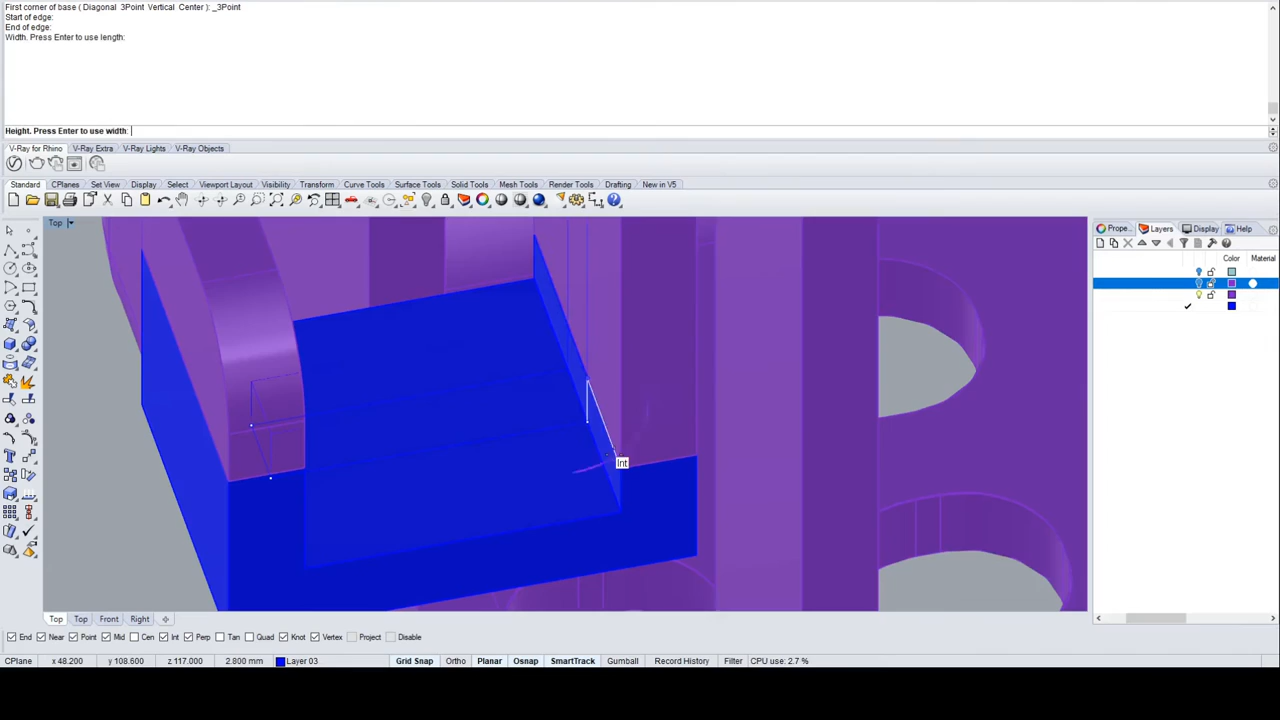 First corner of base ( Diagonal 3Point Vertical Center ): _3Point
Start of edge:
End of edge:
Width. Press Enter to use length:
Height. Press Enter to use width:
V-Ray for Rhino V-Ray Extra V-Ray Lights V-Ray Objects
Standard CPlanes Set View Display Select Viewport Layout Visibility Transform Curve Tools Surface Tools Solid Tools Mesh Tools Render Tools Drafting New in V5
Top
Prope... Layers Display Help
Color Material
Int
Top Top Front Right
End Near Point Mid Cen Int Perp Tan Quad Knot Vertex Project Disable
CPlane x 48.200 y 108.600 z 117.000 2.800 mm Layer 03 Grid Snap Ortho Planar Osnap SmartTrack Gumball Record History Filter CPU use: 2.7 %